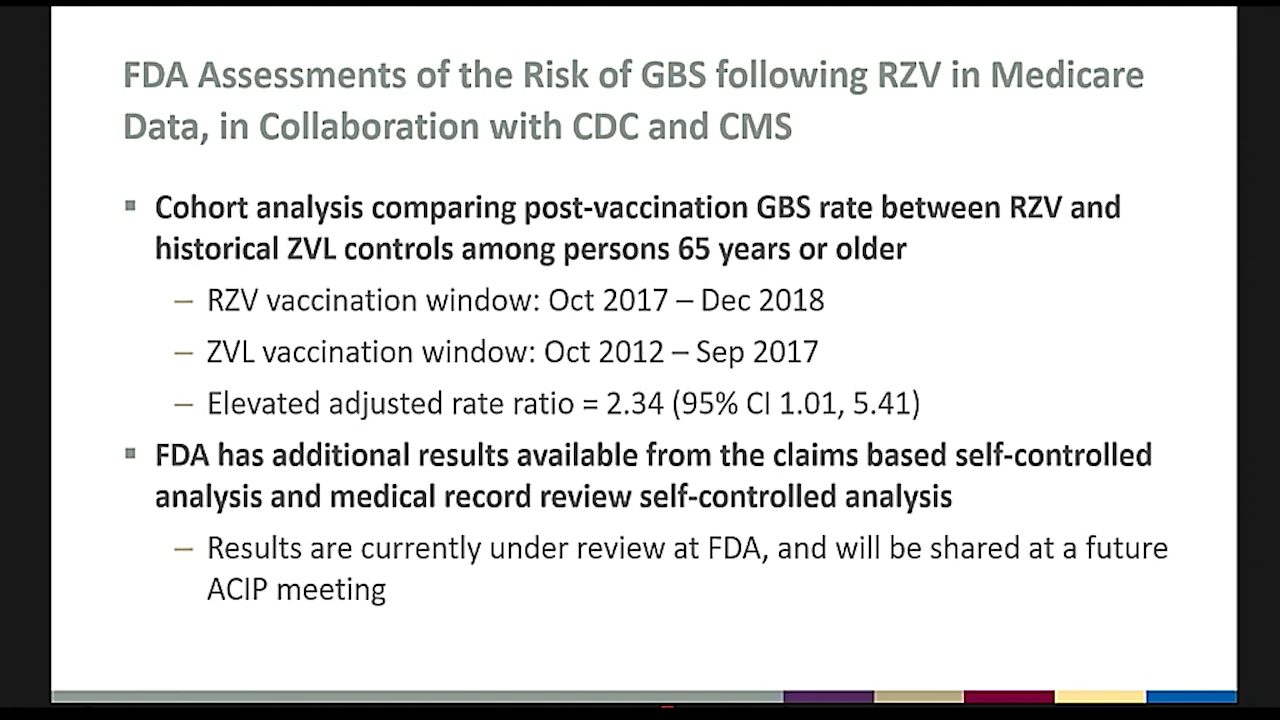 FDA Assessments of the Risk of GBS following RZV in Medicare
Data, in Collaboration with CDC and CMS
▪ Cohort analysis comparing post-vaccination GBS rate between RZV and
historical ZVL controls among persons 65 years or older
– RZV vaccination window: Oct 2017 – Dec 2018
– ZVL vaccination window: Oct 2012 – Sep 2017
– Elevated adjusted rate ratio = 2.34 (95% CI 1.01, 5.41)
▪ FDA has additional results available from the claims based self-controlled
analysis and medical record review self-controlled analysis
– Results are currently under review at FDA, and will be shared at a future
ACIP meeting